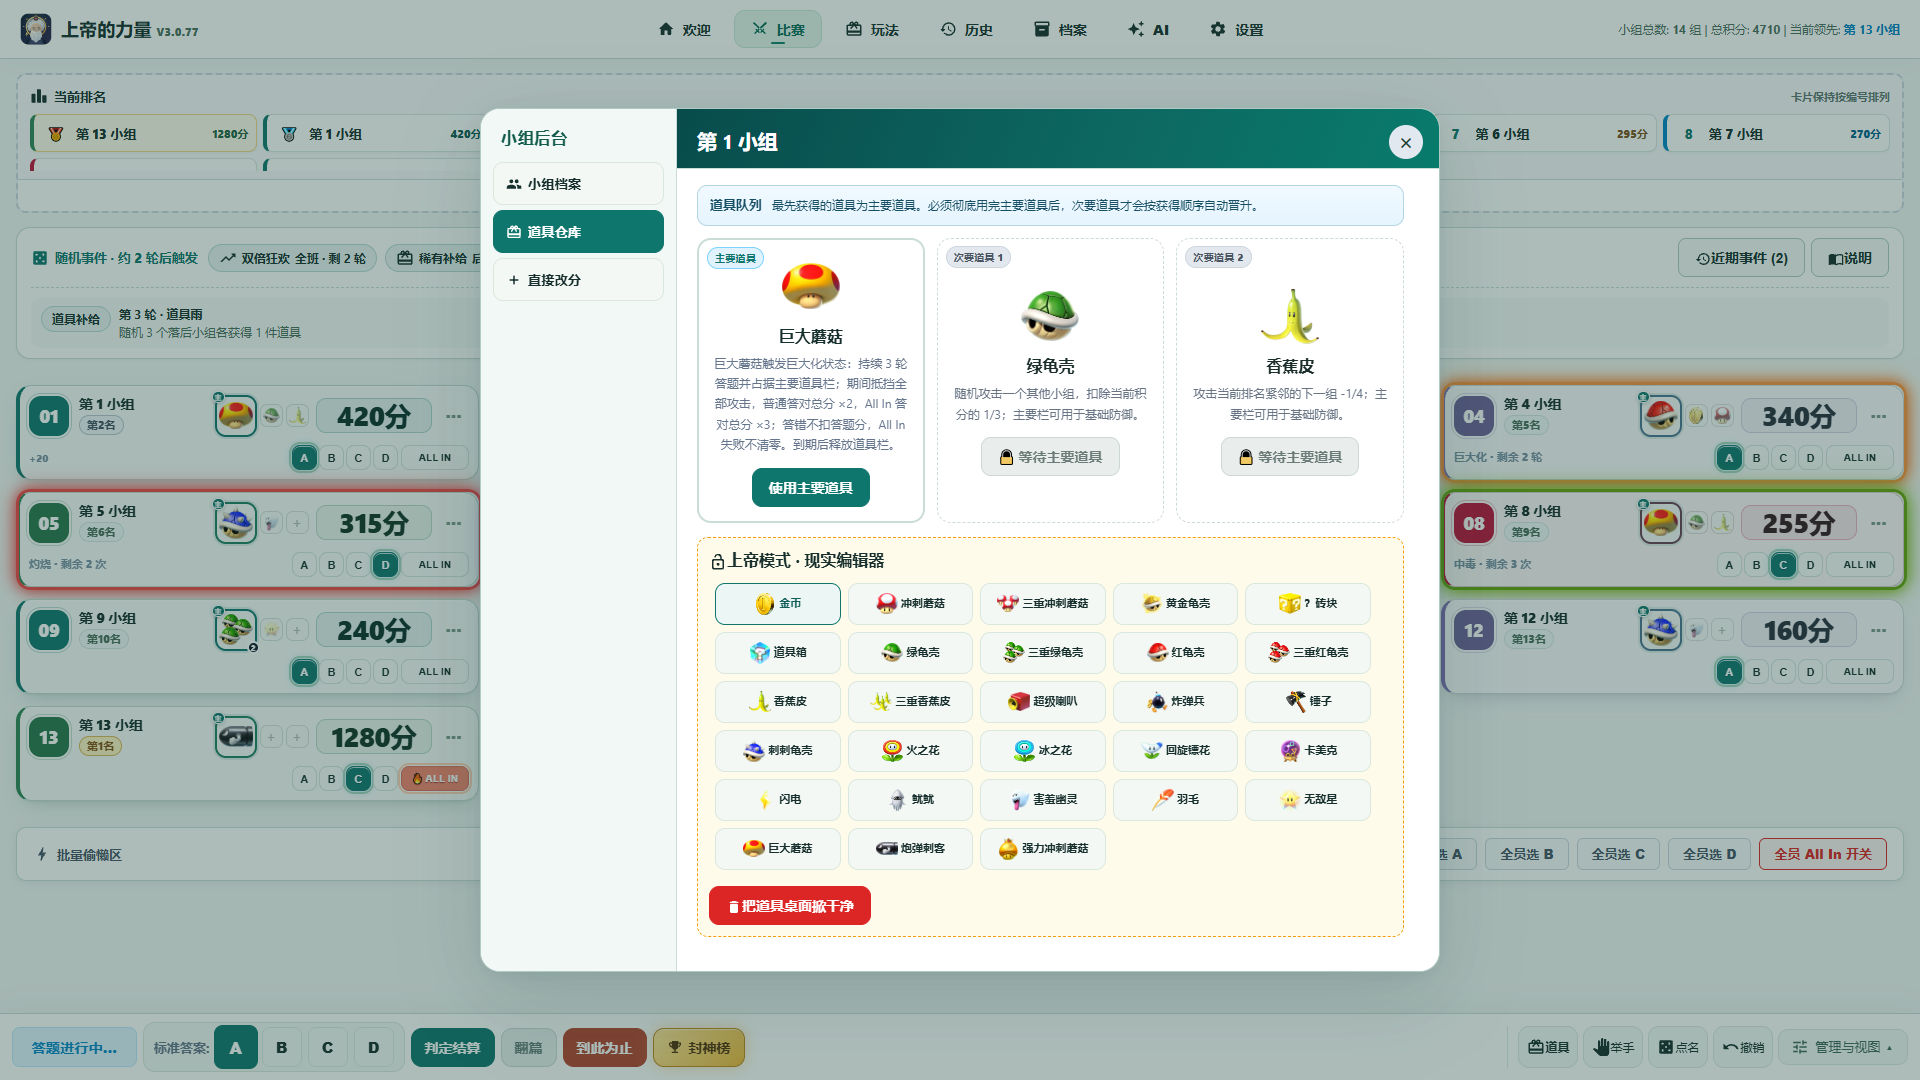 上帝的力量 V3.0.77
欢迎
比赛
玩法
历史
档案
AI
设置
小组总数: 14 组 | 总积分: 4710 | 当前领先: 第 13 小组
当前排名
卡片保持按编号排列
第 13 小组 1280分
第 1 小组 420分
7 第 6 小组 295分
8 第 7 小组 270分
随机事件 · 约 2 轮后触发
双倍狂欢 全班 · 剩 2 轮
稀有补给 后
近期事件 (2)
说明
道具补给
第 3 轮 · 道具雨
随机 3 个落后小组各获得 1 件道具
01 第 1 小组 第2名 420分
+20 A B C D ALL IN
05 第 5 小组 第6名 315分
灼烧 · 剩余 2 次 A B C D ALL IN
09 第 9 小组 第10名 2 240分
A B C D ALL IN
13 第 13 小组 第1名 1280分
A B C D ALL IN
04 第 4 小组 第5名 340分
巨大化 · 剩余 2 轮 A B C D ALL IN
08 第 8 小组 第9名 255分
中毒 · 剩余 3 次 A B C D ALL IN
12 第 12 小组 第13名 160分
A B C D ALL IN
批量偷懒区
选 A
全员选 B
全员选 C
全员选 D
全员 All In 开关
小组后台
小组档案
道具仓库
直接改分
第 1 小组
道具队列 最先获得的道具为主要道具。必须彻底用完主要道具后，次要道具才会按获得顺序自动晋升。
主要道具
巨大蘑菇
巨大蘑菇触发巨大化状态：持续 3 轮
答题并占据主要道具栏；期间抵挡全
部攻击，普通答对总分 ×2，All In 答
对总分 ×3；答错不扣答题分，All In
失败不清零。到期后释放道具栏。
使用主要道具
次要道具 1
绿龟壳
随机攻击一个其他小组，扣除当前积
分的 1/3；主要栏可用于基础防御。
等待主要道具
次要道具 2
香蕉皮
攻击当前排名紧邻的下一组 -1/4；主
要栏可用于基础防御。
等待主要道具
上帝模式 · 现实编辑器
金币
冲刺蘑菇
三重冲刺蘑菇
黄金龟壳
? 砖块
道具箱
绿龟壳
三重绿龟壳
红龟壳
三重红龟壳
香蕉皮
三重香蕉皮
超级喇叭
炸弹兵
锤子
刺刺龟壳
火之花
冰之花
回旋镖花
卡美克
闪电
鱿鱿
害羞幽灵
羽毛
无敌星
巨大蘑菇
炮弹刺客
强力冲刺蘑菇
把道具桌面掀干净
答题进行中...
标准答案: A B C D
判定结算
翻篇
到此为止
封神榜
道具
举手
点名
撤销
管理与视图